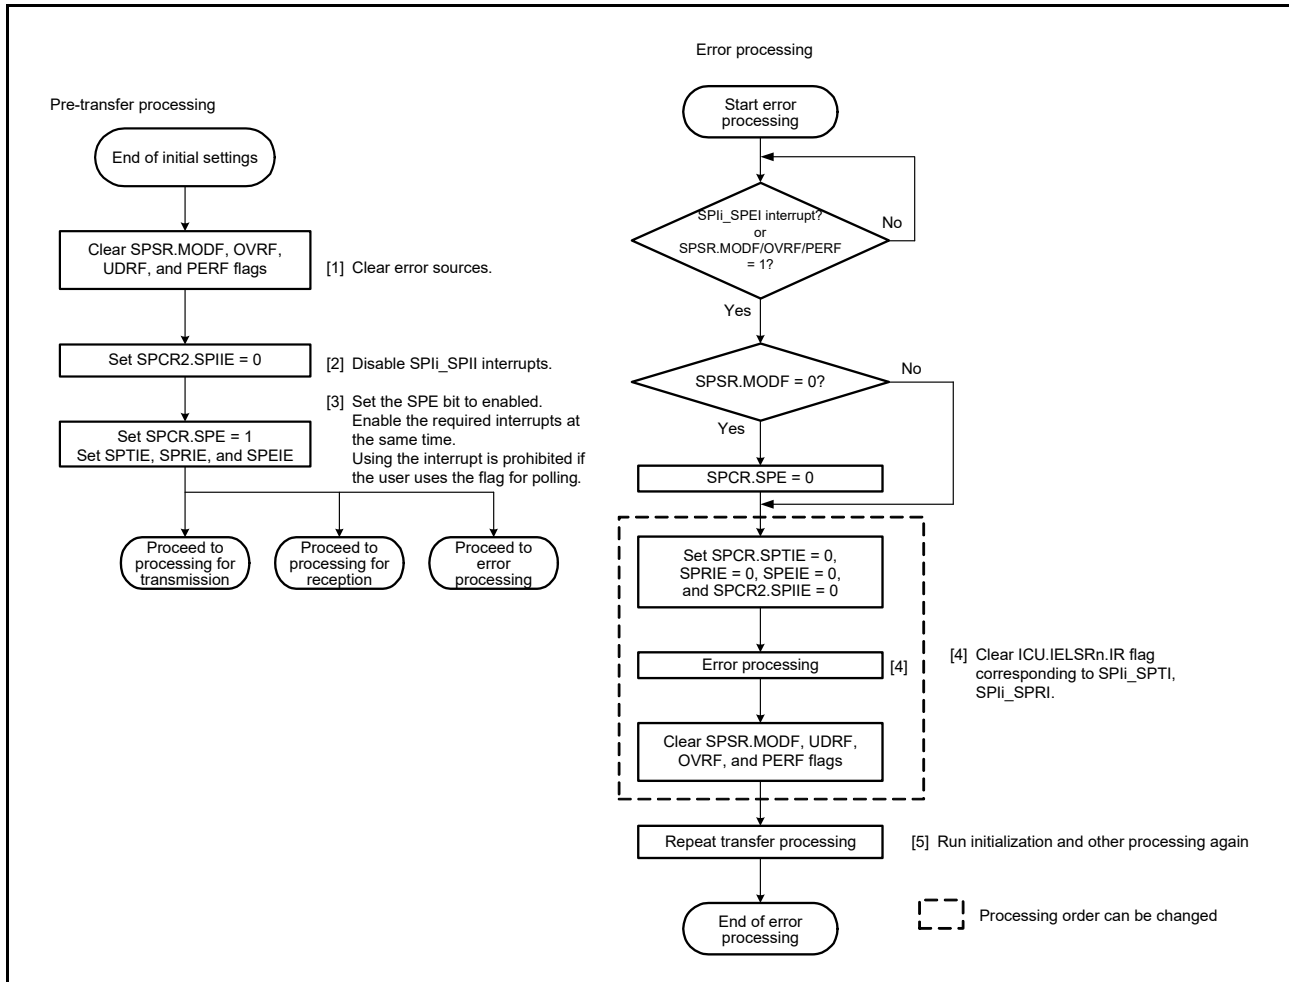 Pre-transfer processing
End of initial settings
Clear SPSR.MODF, OVRF,
UDRF, and PERF flags
[1] Clear error sources.
Set SPCR2.SPIIE = 0
[2] Disable SPIi_SPII interrupts.
[3] Set the SPE bit to enabled.
Enable the required interrupts at
the same time.
Using the interrupt is prohibited if
the user uses the flag for polling.
Set SPCR.SPE = 1
Set SPTIE, SPRIE, and SPEIE
Proceed to
processing for
transmission
Proceed to
processing for
reception
Proceed to
error
processing
Error processing
Start error
processing
SPIi_SPEI interrupt?
or
SPSR.MODF/OVRF/PERF
= 1?
No
Yes
SPSR.MODF = 0?
No
Yes
SPCR.SPE = 0
Set SPCR.SPTIE = 0,
SPRIE = 0, SPEIE = 0,
and SPCR2.SPIIE = 0
Error processing
[4]
[4] Clear ICU.IELSRn.IR flag
corresponding to SPIi_SPTI,
SPIi_SPRI.
Clear SPSR.MODF, UDRF,
OVRF, and PERF flags
Repeat transfer processing
[5] Run initialization and other processing again
End of error
processing
Processing order can be changed